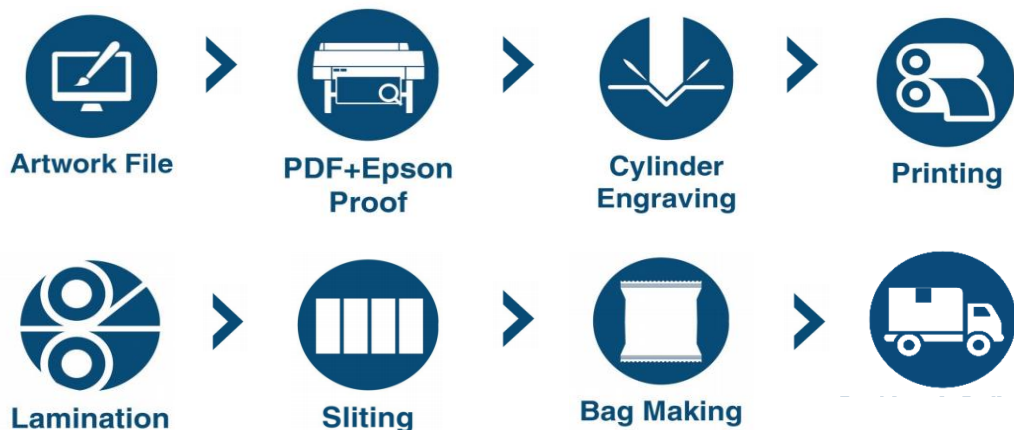 Artwork File
PDF+Epson
Proof
Cylinder
Engraving
Printing
Lamination
Sliting
Bag Making